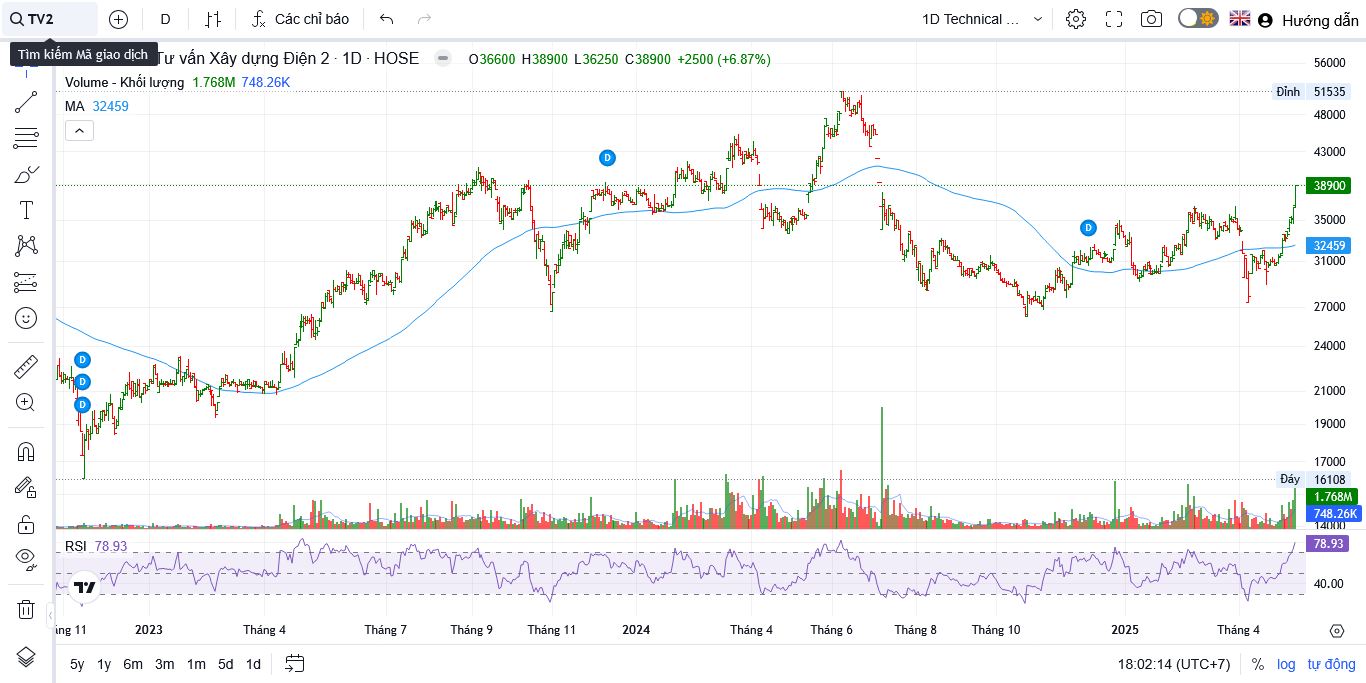 TV2 D Các chỉ báo 1D Technical ... Hướng dẫn
Tìm kiếm Mã giao dịch
Tư vấn Xây dựng Điện 2 · 1D · HOSE O36600 H38900 L36250 C38900 +2500 (+6.87%)
Volume - Khối lượng 1.768M 748.26K
MA 32459
56000
Đỉnh 51535
48000
43000
D
38900
35000
D
32459
31000
27000
24000
D
D
21000
D
19000
17000
Đáy 16108
1.768M
748.26K
14000
RSI 78.93
78.93
40.00
ng 11 2023 Tháng 4 Tháng 7 Tháng 9 Tháng 11 2024 Tháng 4 Tháng 6 Tháng 8 Tháng 10 2025 Tháng 4
5y 1y 6m 3m 1m 5d 1d 18:02:14 (UTC+7) % log tự động